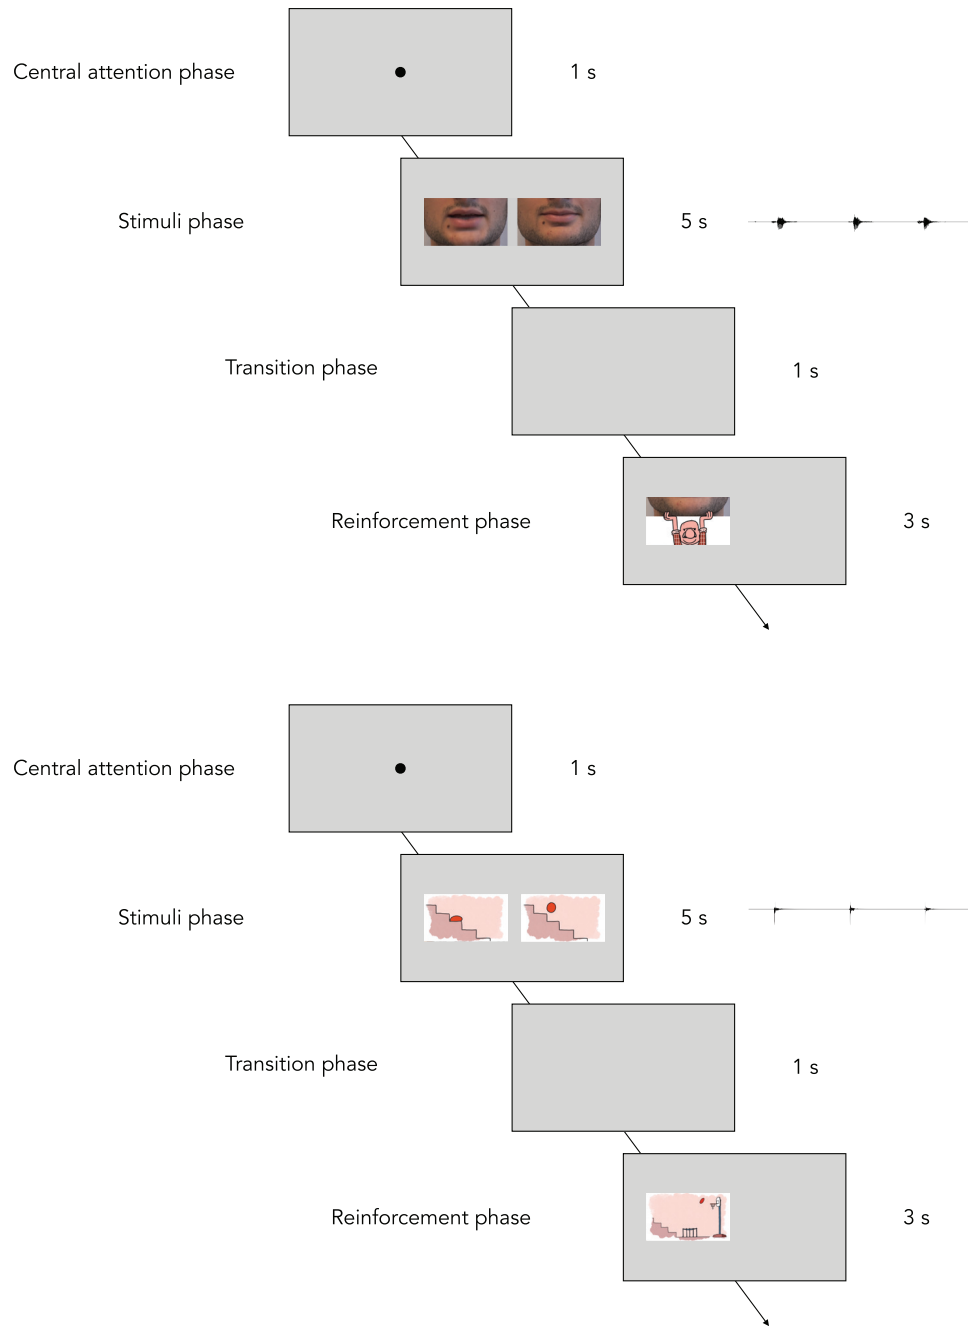 Central attention phase
1 s
Stimuli phase
5 s
Transition phase
1 s
Reinforcement phase
3 s
Central attention phase
1 s
Stimuli phase
5 s
Transition phase
1 s
Reinforcement phase
3 s